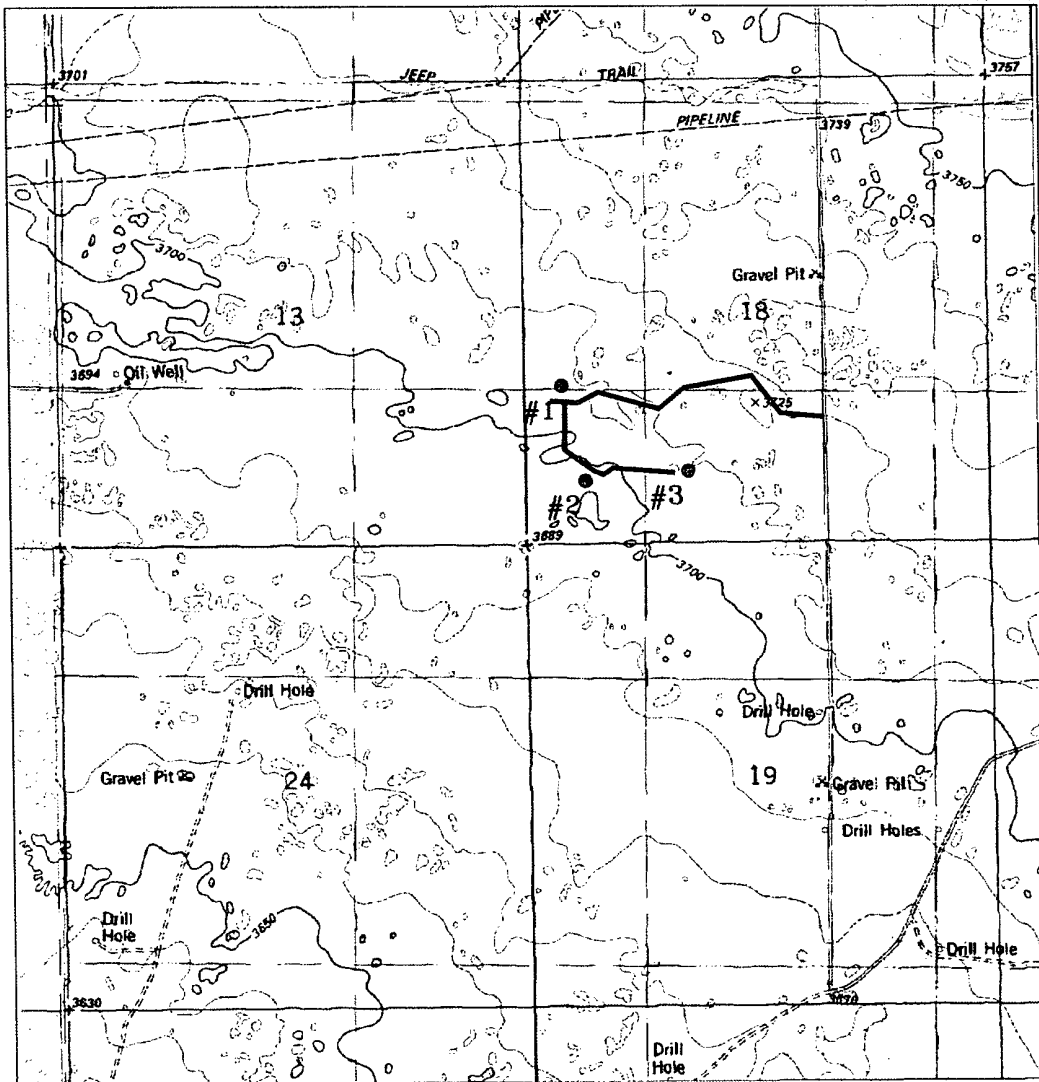 3701
JEEP
TRAIL
3757
PIPELINE
3739
3750
3700
Gravel Pit
13
18
3694
Oil Well
#1
3725
#2
#3
3689
3700
Drill Hole
Drill Hole
Gravel Pit
24
19
Gravel Pit
Drill Holes
Drill
Hole
3650
Drill Hole
3630
Drill
Hole